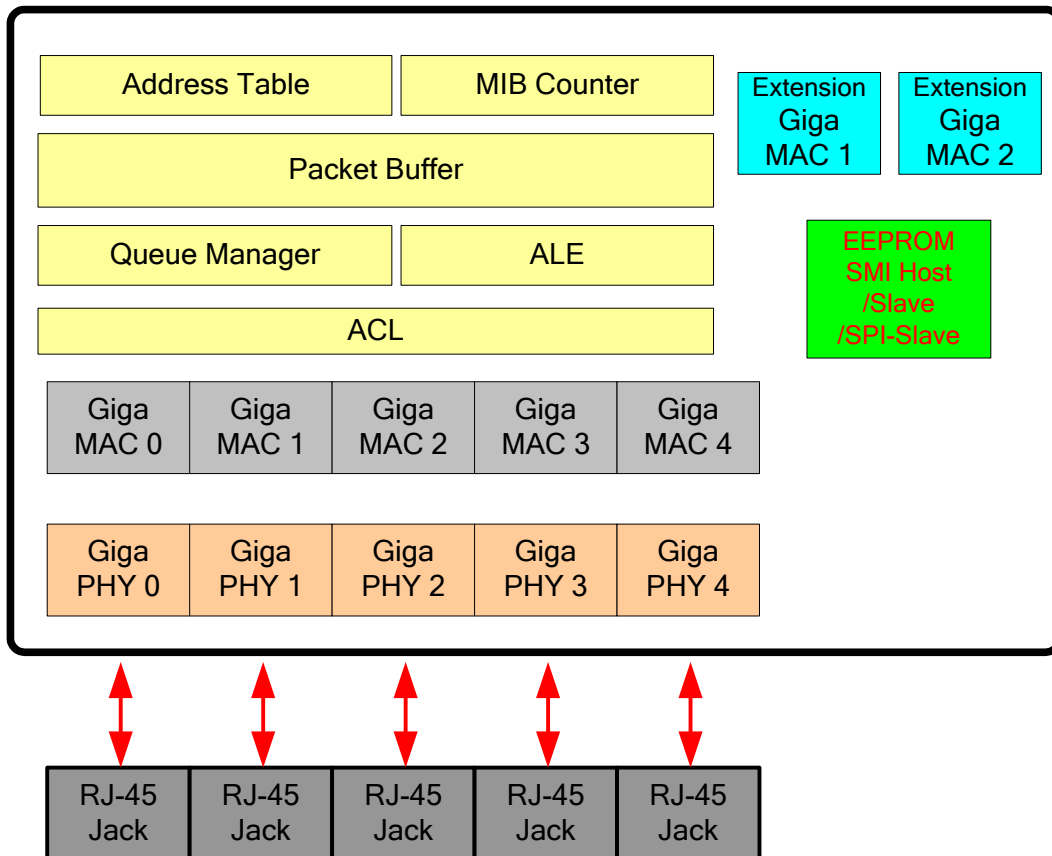 Address Table
MIB Counter
Extension
Giga
MAC 1
Extension
Giga
MAC 2
Packet Buffer
Queue Manager
ALE
EEPROM
SMI Host
/Slave
/SPI-Slave
ACL
Giga
MAC 0
Giga
MAC 1
Giga
MAC 2
Giga
MAC 3
Giga
MAC 4
Giga
PHY 0
Giga
PHY 1
Giga
PHY 2
Giga
PHY 3
Giga
PHY 4
RJ-45
Jack
RJ-45
Jack
RJ-45
Jack
RJ-45
Jack
RJ-45
Jack